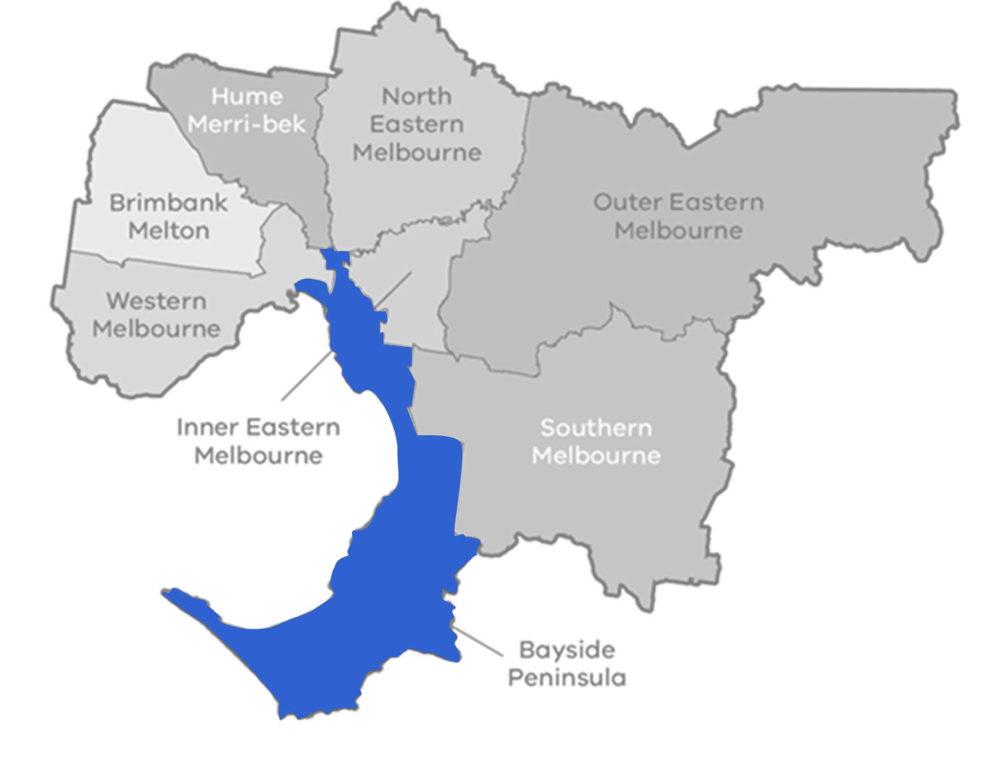 Hume
Merri-bek
North
Eastern
Melbourne
Brimbank
Melton
Outer Eastern
Melbourne
Western
Melbourne
Inner Eastern
Melbourne
Southern
Melbourne
Bayside
Peninsula